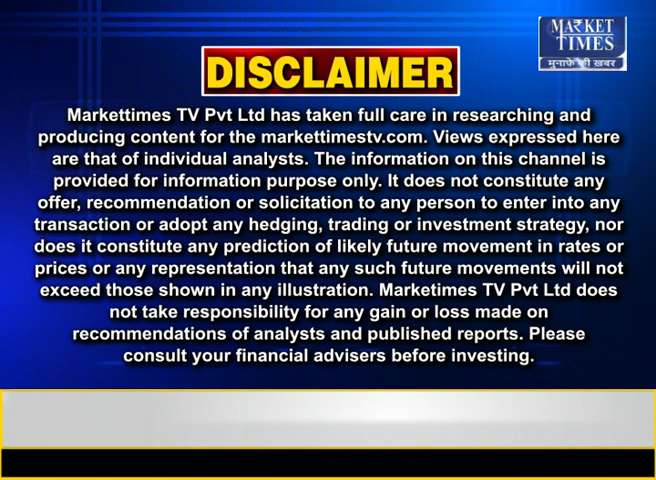 MARKET
TIMES
मुनाफे की खबर
DISCLAIMER
Markettimes TV Pvt Ltd has taken full care in researching and
producing content for the markettimestv.com. Views expressed here
are that of individual analysts. The information on this channel is
provided for information purpose only. It does not constitute any
offer, recommendation or solicitation to any person to enter into any
transaction or adopt any hedging, trading or investment strategy, nor
does it constitute any prediction of likely future movement in rates or
prices or any representation that any such future movements will not
exceed those shown in any illustration. Marketimes TV Pvt Ltd does
not take responsibility for any gain or loss made on
recommendations of analysts and published reports. Please
consult your financial advisers before investing.